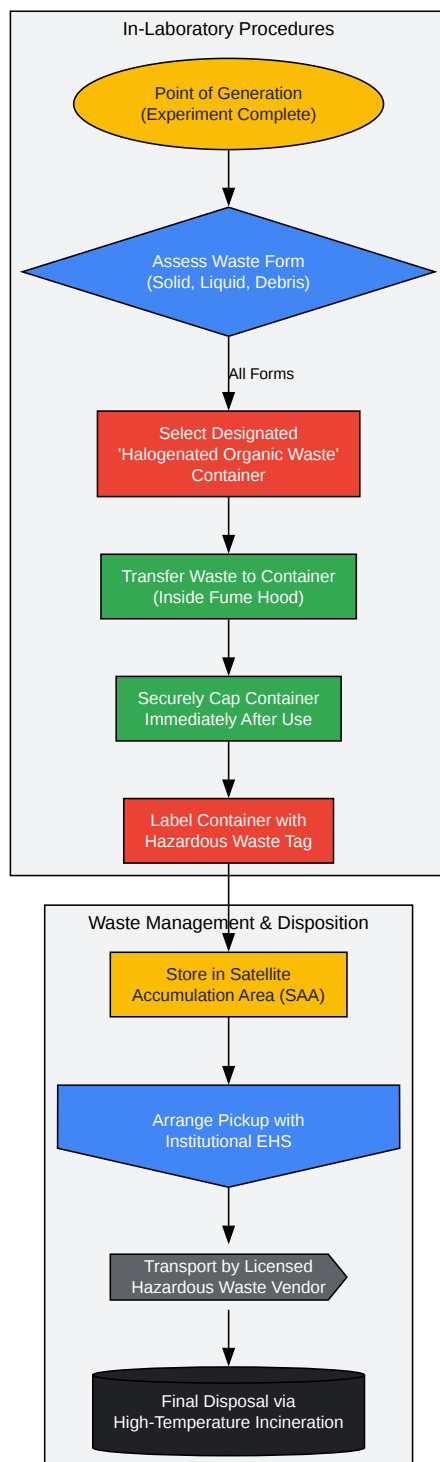 In-Laboratory Procedures
Point of Generation
(Experiment Complete)
Assess Waste Form
(Solid, Liquid, Debris)
All Forms
Select Designated
'Halogenated Organic Waste'
Container
Transfer Waste to Container
(Inside Fume Hood)
Securely Cap Container
Immediately After Use
Label Container with
Hazardous Waste Tag
Waste Management & Disposition
Store in Satellite
Accumulation Area (SAA)
Arrange Pickup with
Institutional EHS
Transport by Licensed
Hazardous Waste Vendor
Final Disposal via
High-Temperature Incineration